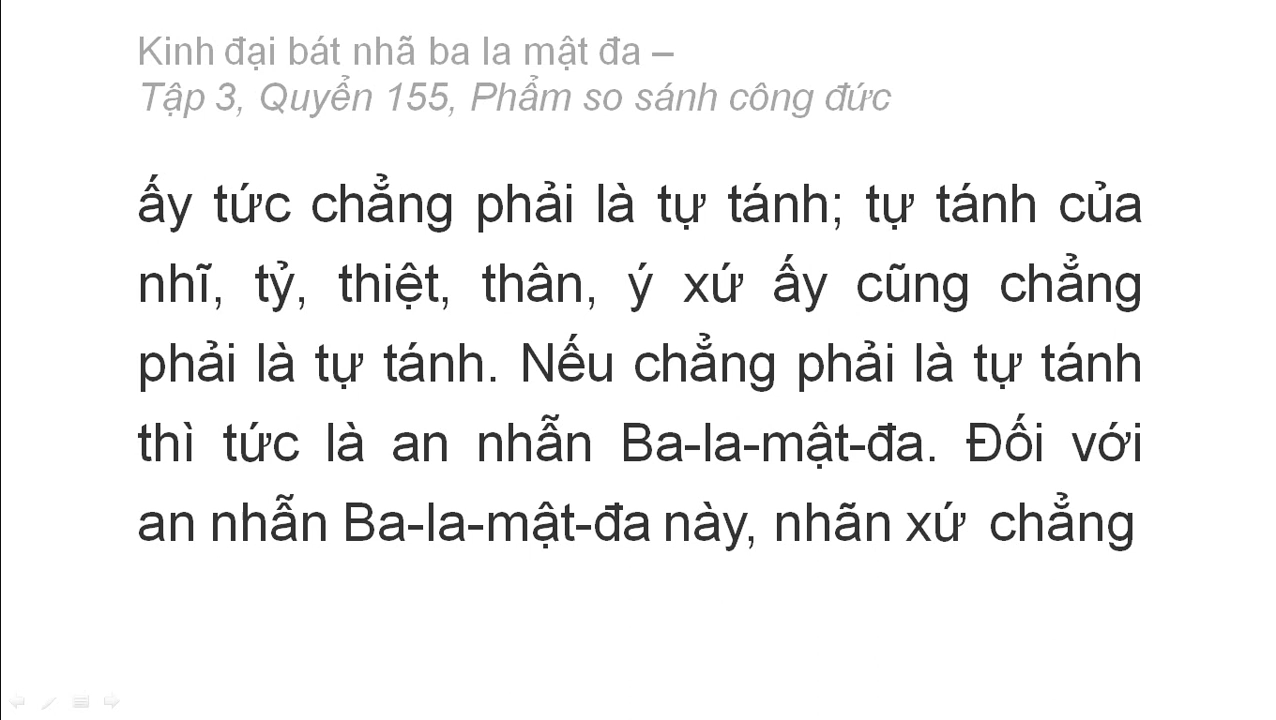 Kinh đại bát nhã ba la mật đa –
Tập 3, Quyển 155, Phẩm so sánh công đức
ấy tức chẳng phải là tự tánh; tự tánh của
nhĩ, tỷ, thiệt, thân, ý xứ ấy cũng chẳng
phải là tự tánh. Nếu chẳng phải là tự tánh
thì tức là an nhẫn Ba-la-mật-đa. Đối với
an nhẫn Ba-la-mật-đa này, nhãn xứ chẳng